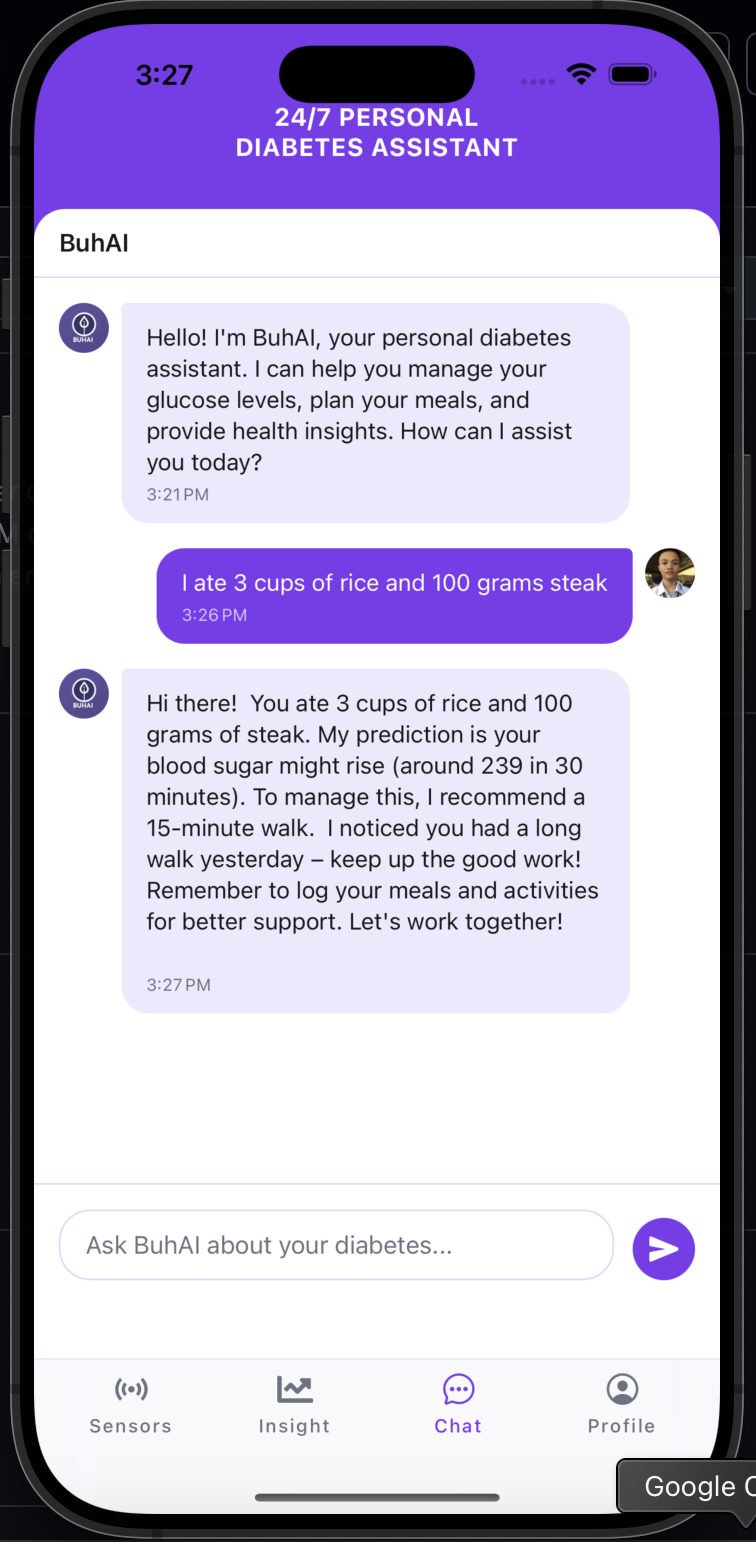 3:27
24/7 PERSONAL
DIABETES ASSISTANT
BuhAI
BUHAI
Hello! I'm BuhAI, your personal diabetes
assistant. I can help you manage your
glucose levels, plan your meals, and
provide health insights. How can I assist
you today?
3:21 PM
I ate 3 cups of rice and 100 grams steak
3:26 PM
BUHAI
Hi there!  You ate 3 cups of rice and 100
grams of steak. My prediction is your
blood sugar might rise (around 239 in 30
minutes). To manage this, I recommend a
15-minute walk.  I noticed you had a long
walk yesterday – keep up the good work!
Remember to log your meals and activities
for better support. Let's work together!
3:27 PM
Ask BuhAI about your diabetes...
Sensors
Insight
Chat
Profile
Google